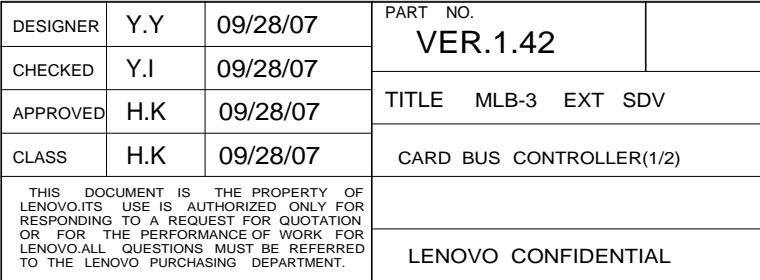 DESIGNER Y.Y 09/28/07
CHECKED Y.I 09/28/07
APPROVED H.K 09/28/07
CLASS H.K 09/28/07
THIS DOCUMENT IS THE PROPERTY OF
LENOVO.ITS USE IS AUTHORIZED ONLY FOR
RESPONDING TO A REQUEST FOR QUOTATION
OR FOR THE PERFORMANCE OF WORK FOR
LENOVO.ALL QUESTIONS MUST BE REFERRED
TO THE LENOVO PURCHASING DEPARTMENT.
PART NO.
VER.1.42
TITLE MLB-3 EXT SDV
CARD BUS CONTROLLER(1/2)
LENOVO CONFIDENTIAL